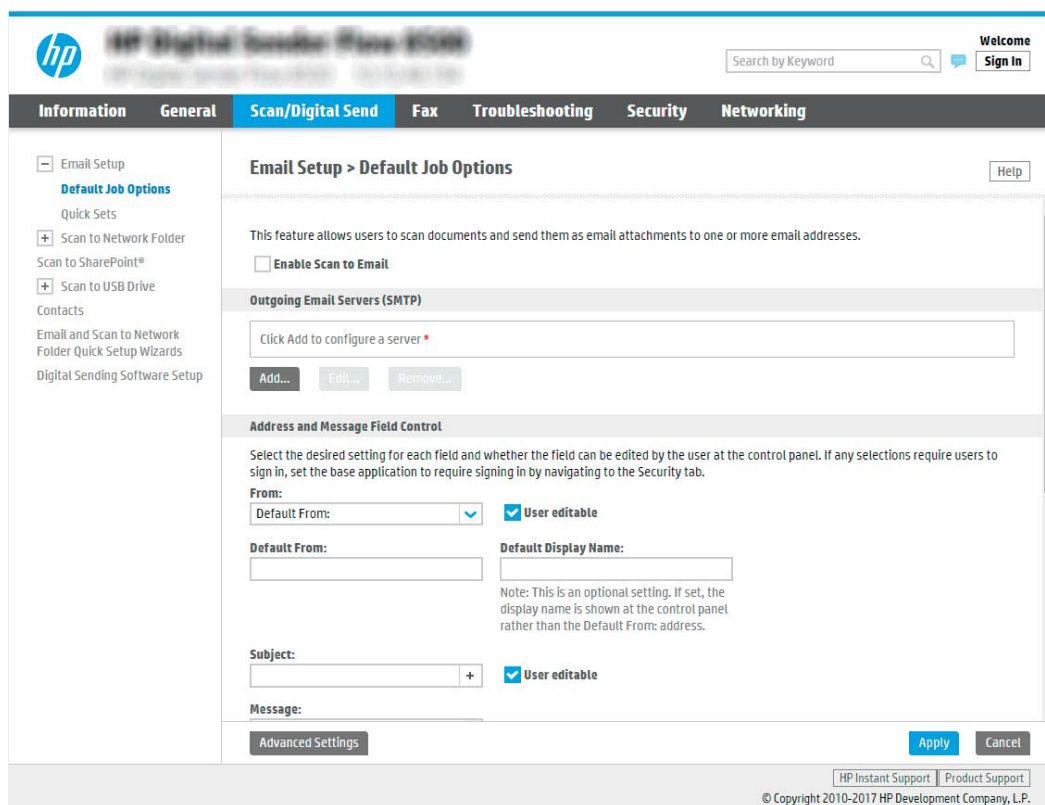 hp
Welcome
Search by Keyword
Sign In
Information General Scan/Digital Send Fax Troubleshooting Security Networking
Email Setup
Default Job Options
Quick Sets
Scan to Network Folder
Scan to SharePoint®
Scan to USB Drive
Contacts
Email and Scan to Network
Folder Quick Setup Wizards
Digital Sending Software Setup
Email Setup > Default Job Options
Help
This feature allows users to scan documents and send them as email attachments to one or more email addresses.
Enable Scan to Email
Outgoing Email Servers (SMTP)
Click Add to configure a server *
Add... Edit... Remove...
Address and Message Field Control
Select the desired setting for each field and whether the field can be edited by the user at the control panel. If any selections require users to
sign in, set the base application to require signing in by navigating to the Security tab.
From:
Default From: User editable
Default From: Default Display Name:
Note: This is an optional setting. If set, the
display name is shown at the control panel
rather than the Default From: address.
Subject:
+ User editable
Message:
Advanced Settings Apply Cancel
HP Instant Support Product Support
© Copyright 2010-2017 HP Development Company, L.P.